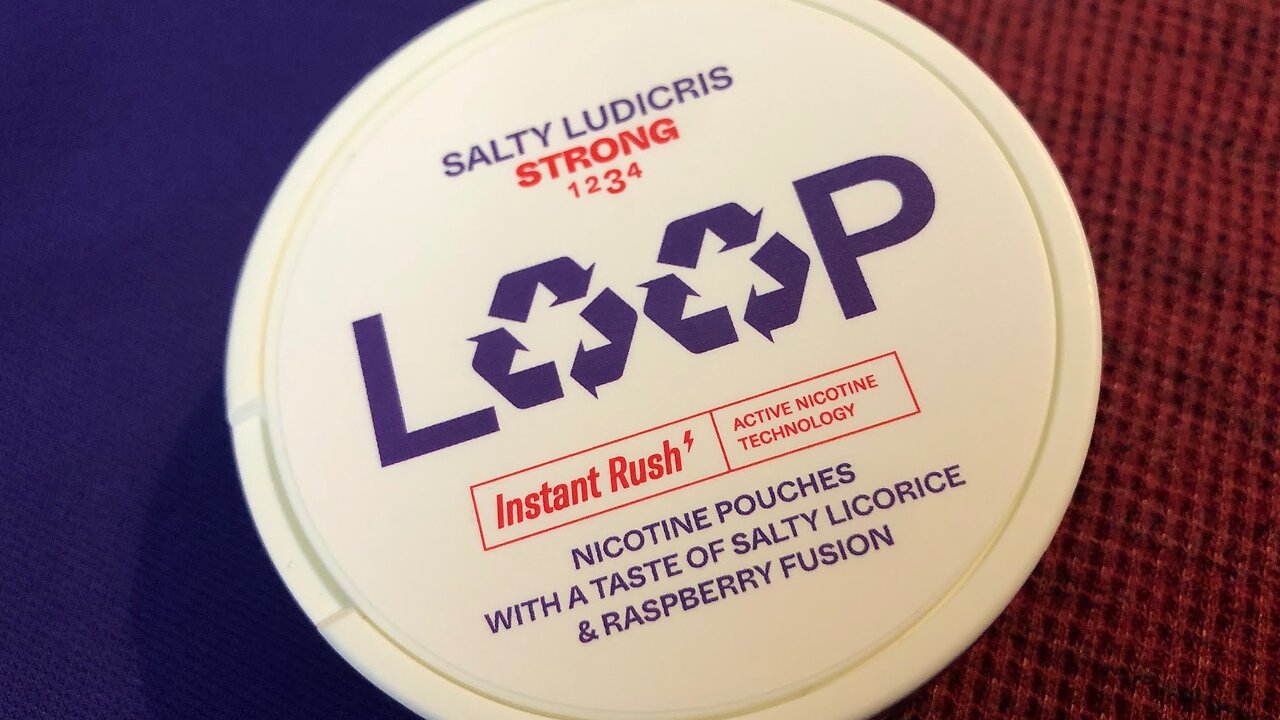 SALTY LUDICRIS
STRONG
1234
LOOP
Instant Rush
ACTIVE NICOTINE
TECHNOLOGY
NICOTINE POUCHES
WITH A TASTE OF SALTY LICORICE
& RASPBERRY FUSION